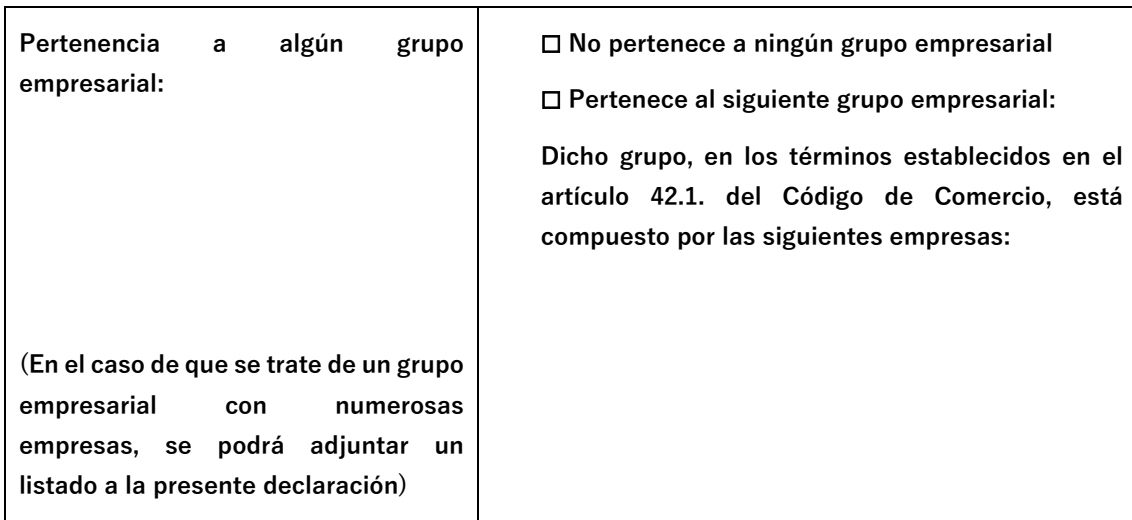 Pertenencia a algún grupo
empresarial:
(En el caso de que se trate de un grupo
empresarial con numerosas
empresas, se podrá adjuntar un
listado a la presente declaración)
☐ No pertenece a ningún grupo empresarial
☐ Pertenece al siguiente grupo empresarial:
Dicho grupo, en los términos establecidos en el
artículo 42.1. del Código de Comercio, está
compuesto por las siguientes empresas: